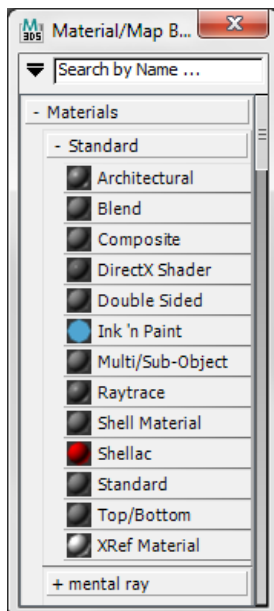 M
3DS
Material/Map B...
X
Search by Name ...
- Materials
- Standard
Architectural
Blend
Composite
DirectX Shader
Double Sided
Ink 'n Paint
Multi/Sub-Object
Raytrace
Shell Material
Shellac
Standard
Top/Bottom
XRef Material
+ mental ray